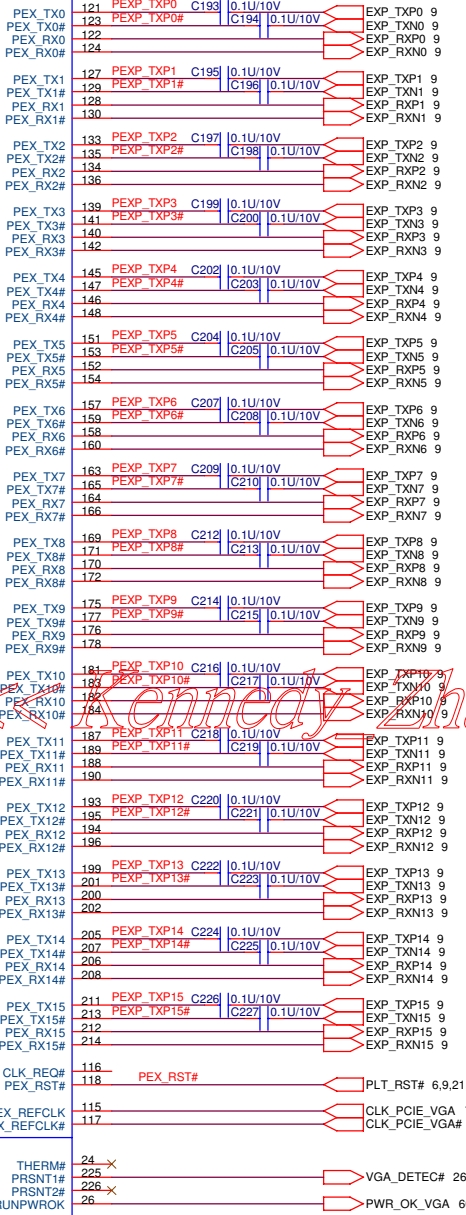 PEX_TX0 121 PEXP_TXP0 C193 0.1U/10V EXP_TXP0 9
PEX_TX0# 123 PEXP_TXP0# C194 0.1U/10V EXP_TXN0 9
PEX_RX0 122 EXP_RXP0 9
PEX_RX0# 124 EXP_RXN0 9
PEX_TX1 127 PEXP_TXP1 C195 0.1U/10V EXP_TXP1 9
PEX_TX1# 129 PEXP_TXP1# C196 0.1U/10V EXP_TXN1 9
PEX_RX1 128 EXP_RXP1 9
PEX_RX1# 130 EXP_RXN1 9
PEX_TX2 133 PEXP_TXP2 C197 0.1U/10V EXP_TXP2 9
PEX_TX2# 135 PEXP_TXP2# C198 0.1U/10V EXP_TXN2 9
PEX_RX2 134 EXP_RXP2 9
PEX_RX2# 136 EXP_RXN2 9
PEX_TX3 139 PEXP_TXP3 C199 0.1U/10V EXP_TXP3 9
PEX_TX3# 141 PEXP_TXP3# C200 0.1U/10V EXP_TXN3 9
PEX_RX3 140 EXP_RXP3 9
PEX_RX3# 142 EXP_RXN3 9
PEX_TX4 145 PEXP_TXP4 C202 0.1U/10V EXP_TXP4 9
PEX_TX4# 147 PEXP_TXP4# C203 0.1U/10V EXP_TXN4 9
PEX_RX4 146 EXP_RXP4 9
PEX_RX4# 148 EXP_RXN4 9
PEX_TX5 151 PEXP_TXP5 C204 0.1U/10V EXP_TXP5 9
PEX_TX5# 153 PEXP_TXP5# C205 0.1U/10V EXP_TXN5 9
PEX_RX5 152 EXP_RXP5 9
PEX_RX5# 154 EXP_RXN5 9
PEX_TX6 157 PEXP_TXP6 C207 0.1U/10V EXP_TXP6 9
PEX_TX6# 159 PEXP_TXP6# C208 0.1U/10V EXP_TXN6 9
PEX_RX6 158 EXP_RXP6 9
PEX_RX6# 160 EXP_RXN6 9
PEX_TX7 163 PEXP_TXP7 C209 0.1U/10V EXP_TXP7 9
PEX_TX7# 165 PEXP_TXP7# C210 0.1U/10V EXP_TXN7 9
PEX_RX7 164 EXP_RXP7 9
PEX_RX7# 166 EXP_RXN7 9
PEX_TX8 169 PEXP_TXP8 C212 0.1U/10V EXP_TXP8 9
PEX_TX8# 171 PEXP_TXP8# C213 0.1U/10V EXP_TXN8 9
PEX_RX8 170 EXP_RXP8 9
PEX_RX8# 172 EXP_RXN8 9
PEX_TX9 175 PEXP_TXP9 C214 0.1U/10V EXP_TXP9 9
PEX_TX9# 177 PEXP_TXP9# C215 0.1U/10V EXP_TXN9 9
PEX_RX9 176 EXP_RXP9 9
PEX_RX9# 178 EXP_RXN9 9
PEX_TX10 181 PEXP_TXP10 C216 0.1U/10V EXP_TXP10 9
PEX_TX10# 183 PEXP_TXP10# C217 0.1U/10V EXP_TXN10 9
PEX_RX10 182 EXP_RXP10 9
PEX_RX10# 184 EXP_RXN10 9
Kennedy Zh
PEX_TX11 187 PEXP_TXP11 C218 0.1U/10V EXP_TXP11 9
PEX_TX11# 189 PEXP_TXP11# C219 0.1U/10V EXP_TXN11 9
PEX_RX11 188 EXP_RXP11 9
PEX_RX11# 190 EXP_RXN11 9
PEX_TX12 193 PEXP_TXP12 C220 0.1U/10V EXP_TXP12 9
PEX_TX12# 195 PEXP_TXP12# C221 0.1U/10V EXP_TXN12 9
PEX_RX12 194 EXP_RXP12 9
PEX_RX12# 196 EXP_RXN12 9
PEX_TX13 199 PEXP_TXP13 C222 0.1U/10V EXP_TXP13 9
PEX_TX13# 201 PEXP_TXP13# C223 0.1U/10V EXP_TXN13 9
PEX_RX13 200 EXP_RXP13 9
PEX_RX13# 202 EXP_RXN13 9
PEX_TX14 205 PEXP_TXP14 C224 0.1U/10V EXP_TXP14 9
PEX_TX14# 207 PEXP_TXP14# C225 0.1U/10V EXP_TXN14 9
PEX_RX14 206 EXP_RXP14 9
PEX_RX14# 208 EXP_RXN14 9
PEX_TX15 211 PEXP_TXP15 C226 0.1U/10V EXP_TXP15 9
PEX_TX15# 213 PEXP_TXP15# C227 0.1U/10V EXP_TXN15 9
PEX_RX15 212 EXP_RXP15 9
PEX_RX15# 214 EXP_RXN15 9
CLK_REQ# 116
PEX_RST# 118 PEX_RST# PLT_RST# 6,9,21
EX_REFCLK 115 CLK_PCIE_VGA
X_REFCLK# 117 CLK_PCIE_VGA#
THERM# 24
PRSNT1# 225 VGA_DETEC# 26
PRSNT2# 226
RUNPWROK 26 PWR_OK_VGA 6